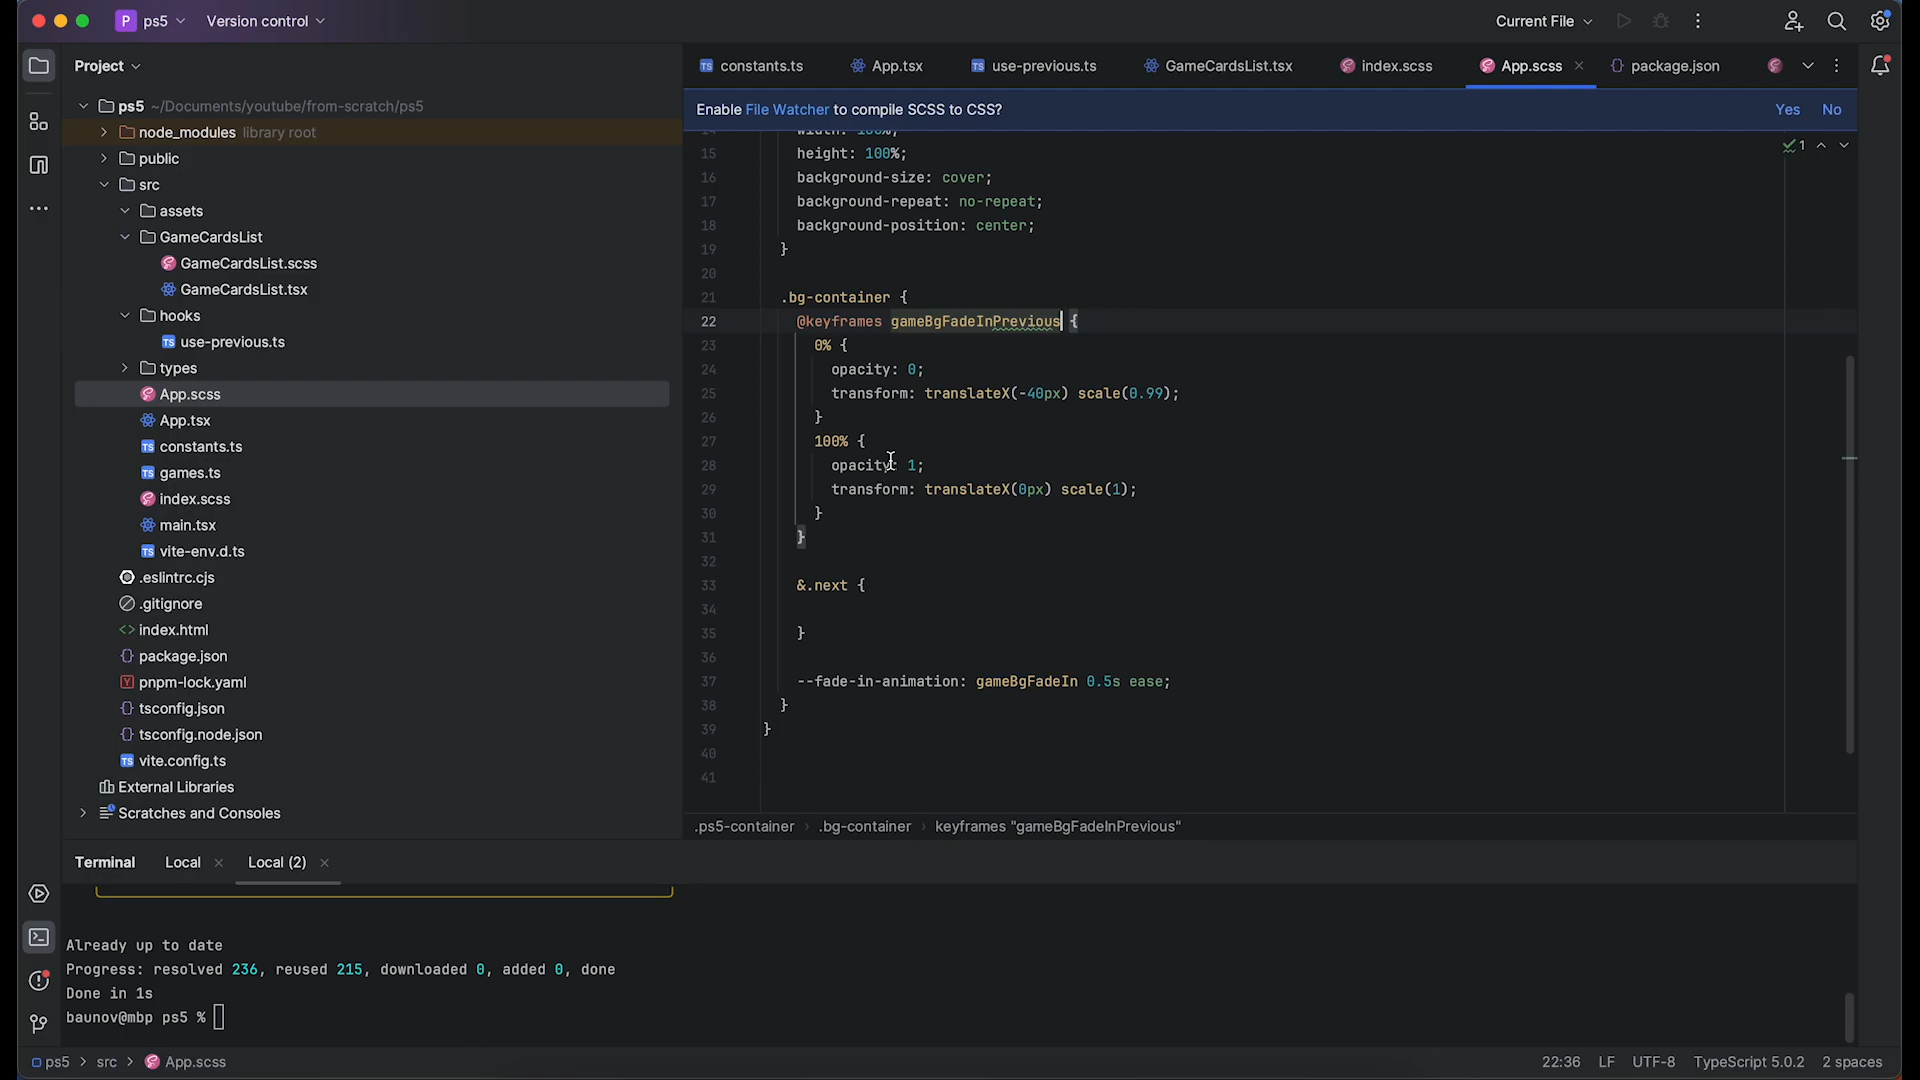 P ps5 Version control Current File
Project
constants.ts App.tsx use-previous.ts GameCardsList.tsx index.scss App.scss package.json
Enable File Watcher to compile SCSS to CSS? Yes No
ps5 ~/Documents/youtube/from-scratch/ps5
node_modules library root
public
src
assets
GameCardsList
GameCardsList.scss
GameCardsList.tsx
hooks
use-previous.ts
types
App.scss
App.tsx
constants.ts
games.ts
index.scss
main.tsx
vite-env.d.ts
.eslintrc.cjs
.gitignore
index.html
package.json
pnpm-lock.yaml
tsconfig.json
tsconfig.node.json
vite.config.ts
External Libraries
Scratches and Consoles
14 width: 100%;
15 height: 100%;
16 background-size: cover;
17 background-repeat: no-repeat;
18 background-position: center;
19 }
20
21 .bg-container {
22 @keyframes gameBgFadeInPrevious {
23 0% {
24 opacity: 0;
25 transform: translateX(-40px) scale(0.99);
26 }
27 100% {
28 opacity: 1;
29 transform: translateX(0px) scale(1);
30 }
31 }
32
33 &.next {
34
35 }
36
37 --fade-in-animation: gameBgFadeIn 0.5s ease;
38 }
39 }
40
41
1
.ps5-container › .bg-container › keyframes "gameBgFadeInPrevious"
Terminal Local Local (2)
Already up to date
Progress: resolved 236, reused 215, downloaded 0, added 0, done
Done in 1s
baunov@mbp ps5 %
ps5 › src › App.scss 22:36 LF UTF-8 TypeScript 5.0.2 2 spaces